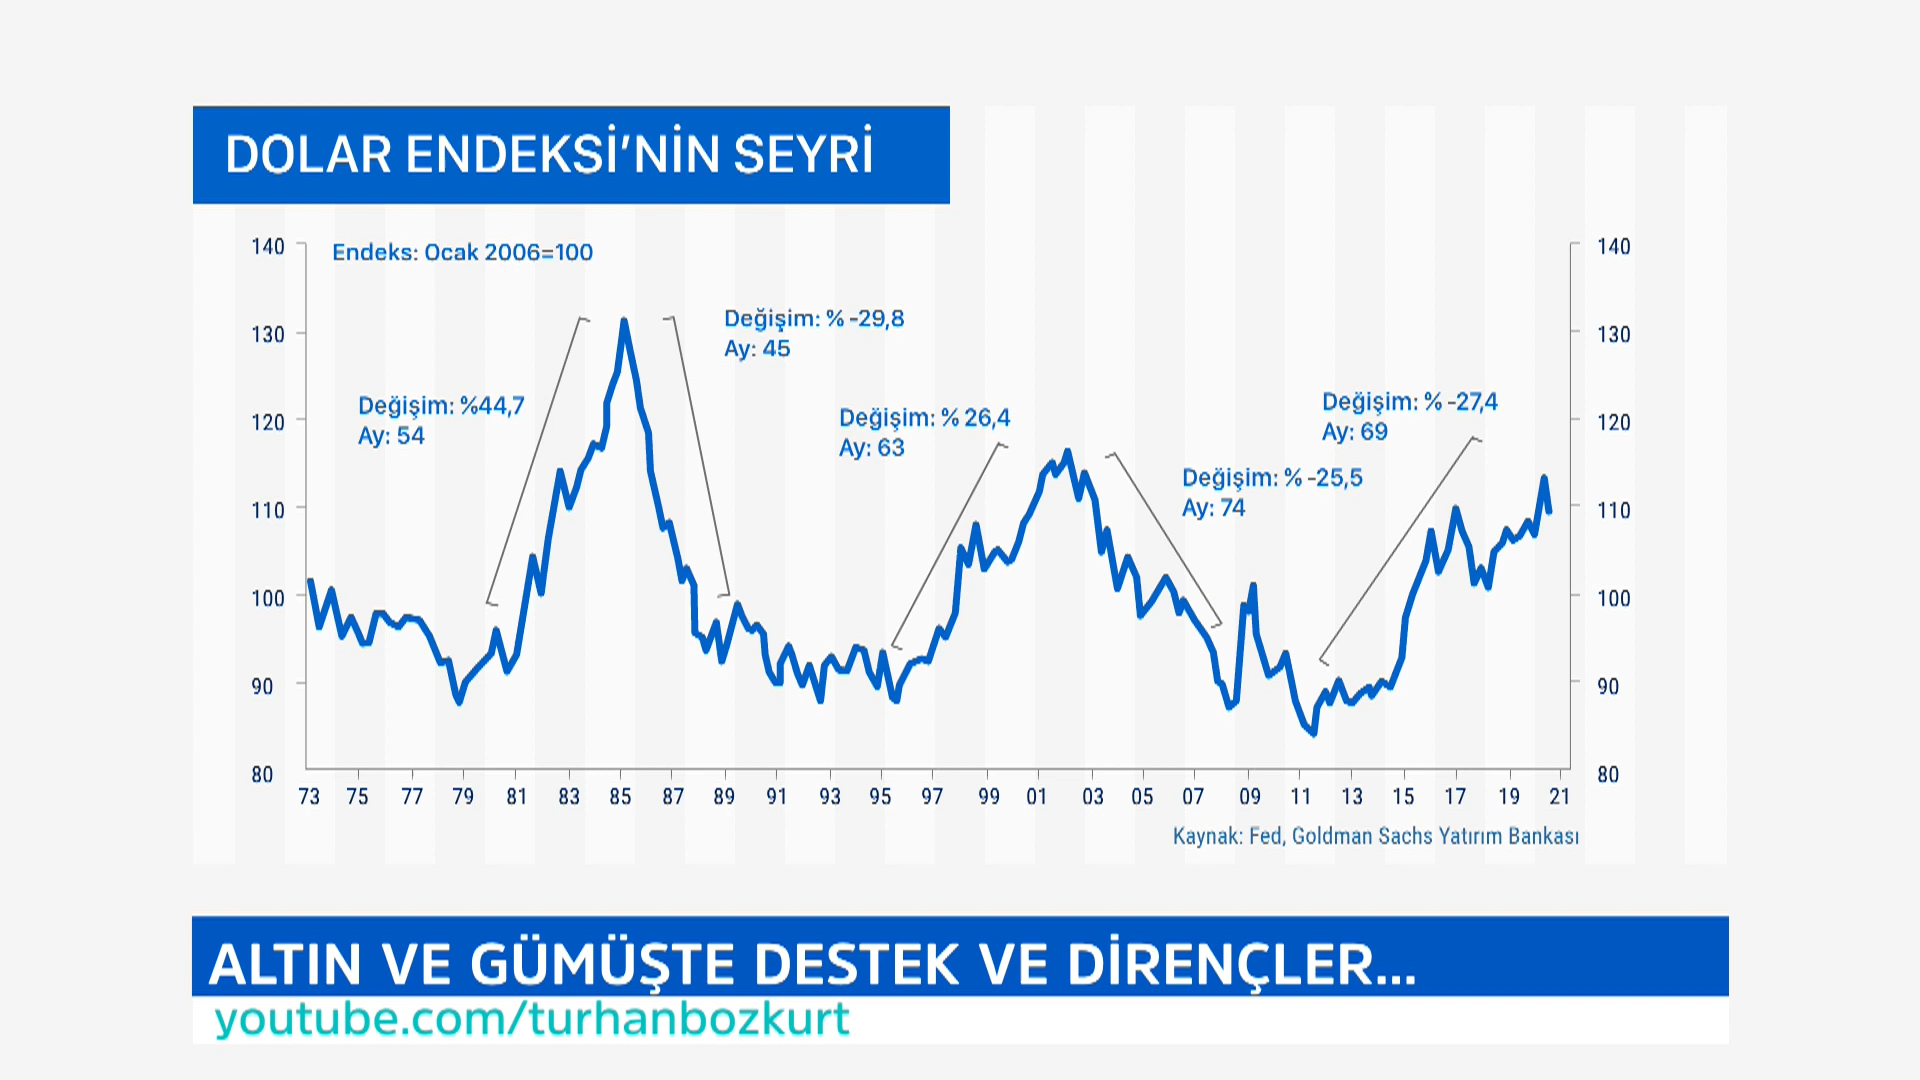 DOLAR ENDEKSİ'NİN SEYRİ
Endeks: Ocak 2006=100
140
130
120
110
100
90
80
Değişim: %44,7
Ay: 54
Değişim: % -29,8
Ay: 45
Değişim: % 26,4
Ay: 63
Değişim: % -25,5
Ay: 74
Değişim: % -27,4
Ay: 69
140
130
120
110
100
90
80
73 75 77 79 81 83 85 87 89 91 93 95 97 99 01 03 05 07 09 11 13 15 17 19 21
Kaynak: Fed, Goldman Sachs Yatırım Bankası
ALTIN VE GÜMÜŞTE DESTEK VE DİRENÇLER...
youtube.com/turhanbozkurt